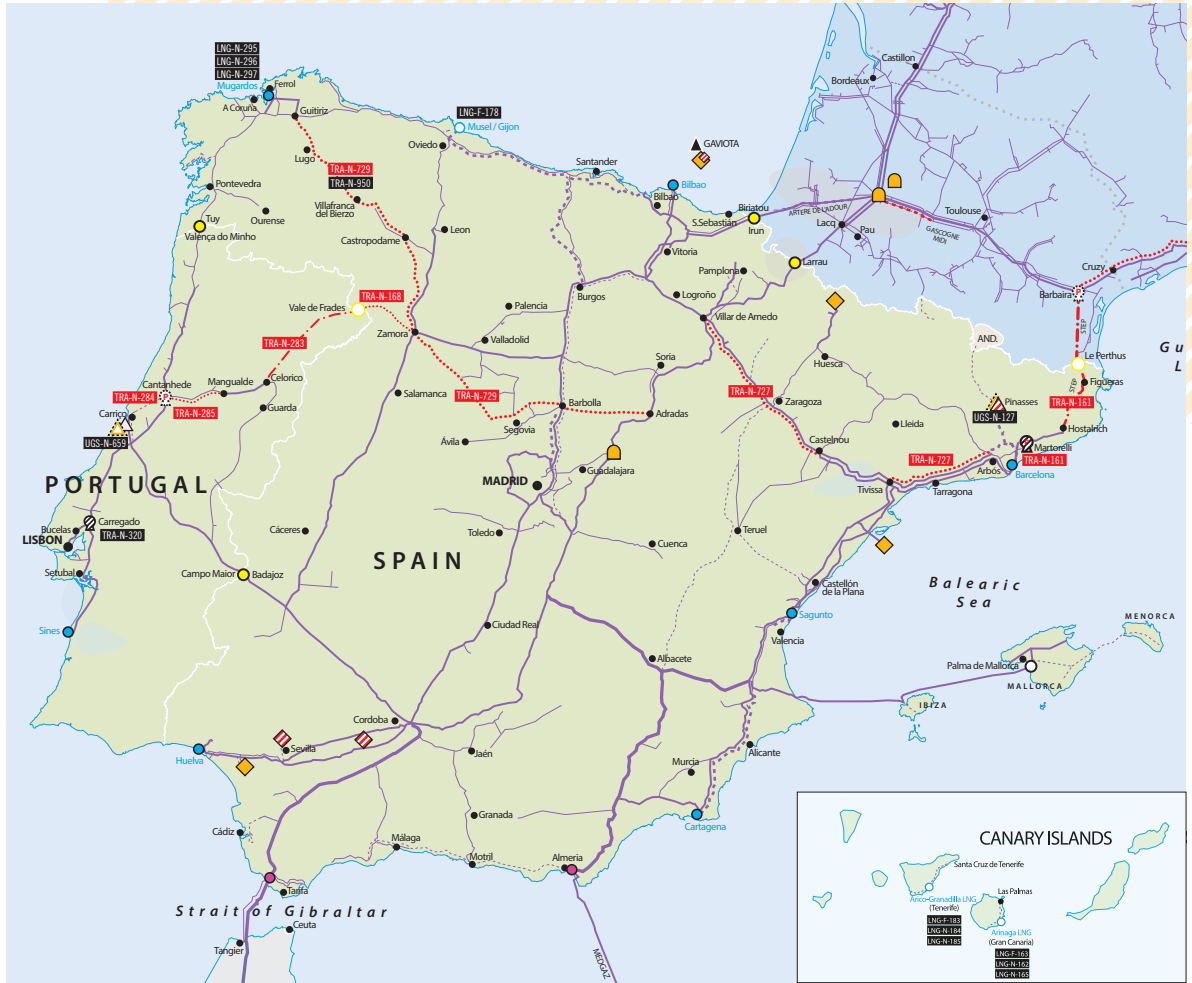 LNG-N-295
LNG-N-296
LNG-N-297
Mugardos
Ferrol
A Coruña
Guitiriz
LNG-F-178
Musel / Gijon
Oviedo
Santander
GAVIOTA
Bilbao
Bilbao
Castillon
Bordeaux
Lugo
TRA-N-729
TRA-N-950
Villafranca
del Bierzo
Pontevedra
Ourense
Tuy
Valença do Minho
Castropodame
Leon
S.Sebastián
Biriatou
Irun
ARTERE DE L'ADOUR
Lacq
Pau
Toulouse
GASCOGNE
MIDI
Larrau
Cruzy
Barbaira
P
Vitoria
Pamplona
Burgos
Logroño
Palencia
Valladolid
Villar de Arnedo
Vale de Frades
TRA-N-168
Zamora
TRA-N-283
Huesca
AND.
STEP
Le Perthus
STEP
Figueras
Soria
Cantanhede
P
Mangualde
Celorico
TRA-N-284
TRA-N-285
Carriço
Guarda
UGS-N-659
Salamanca
TRA-N-729
Barbolla
Segovia
Ávila
Adradas
TRA-N-727
Zaragoza
Lleida
Pinasses
UGS-N-127
TRA-N-161
Hostalrich
Martorell
TRA-N-161
Barcelona
Arbós
Castelnou
TRA-N-727
Tivissa
Tarragona
Guadalajara
MADRID
PORTUGAL
Carregado
TRA-N-320
Bucelas
LISBON
Setubal
Sines
Cáceres
Toledo
Cuenca
Teruel
SPAIN
Campo Maior
Badajoz
Castellón
de la Plana
Sagunto
Valencia
Balearic
Sea
Gu
L
MENORCA
Palma de Mallorca
MALLORCA
IBIZA
Ciudad Real
Albacete
Cordoba
Sevilla
Huelva
Jaén
Murcia
Alicante
Cartagena
Granada
Cádiz
Málaga
Motril
Almeria
Tarifa
Strait of Gibraltar
Ceuta
Tangier
MEDGAZ
CANARY ISLANDS
Santa Cruz de Tenerife
Arico-Granadilla LNG
(Tenerife)
LNG-F-183
LNG-N-184
LNG-N-185
Las Palmas
Arinaga LNG
(Gran Canaria)
LNG-F-163
LNG-N-162
LNG-N-165